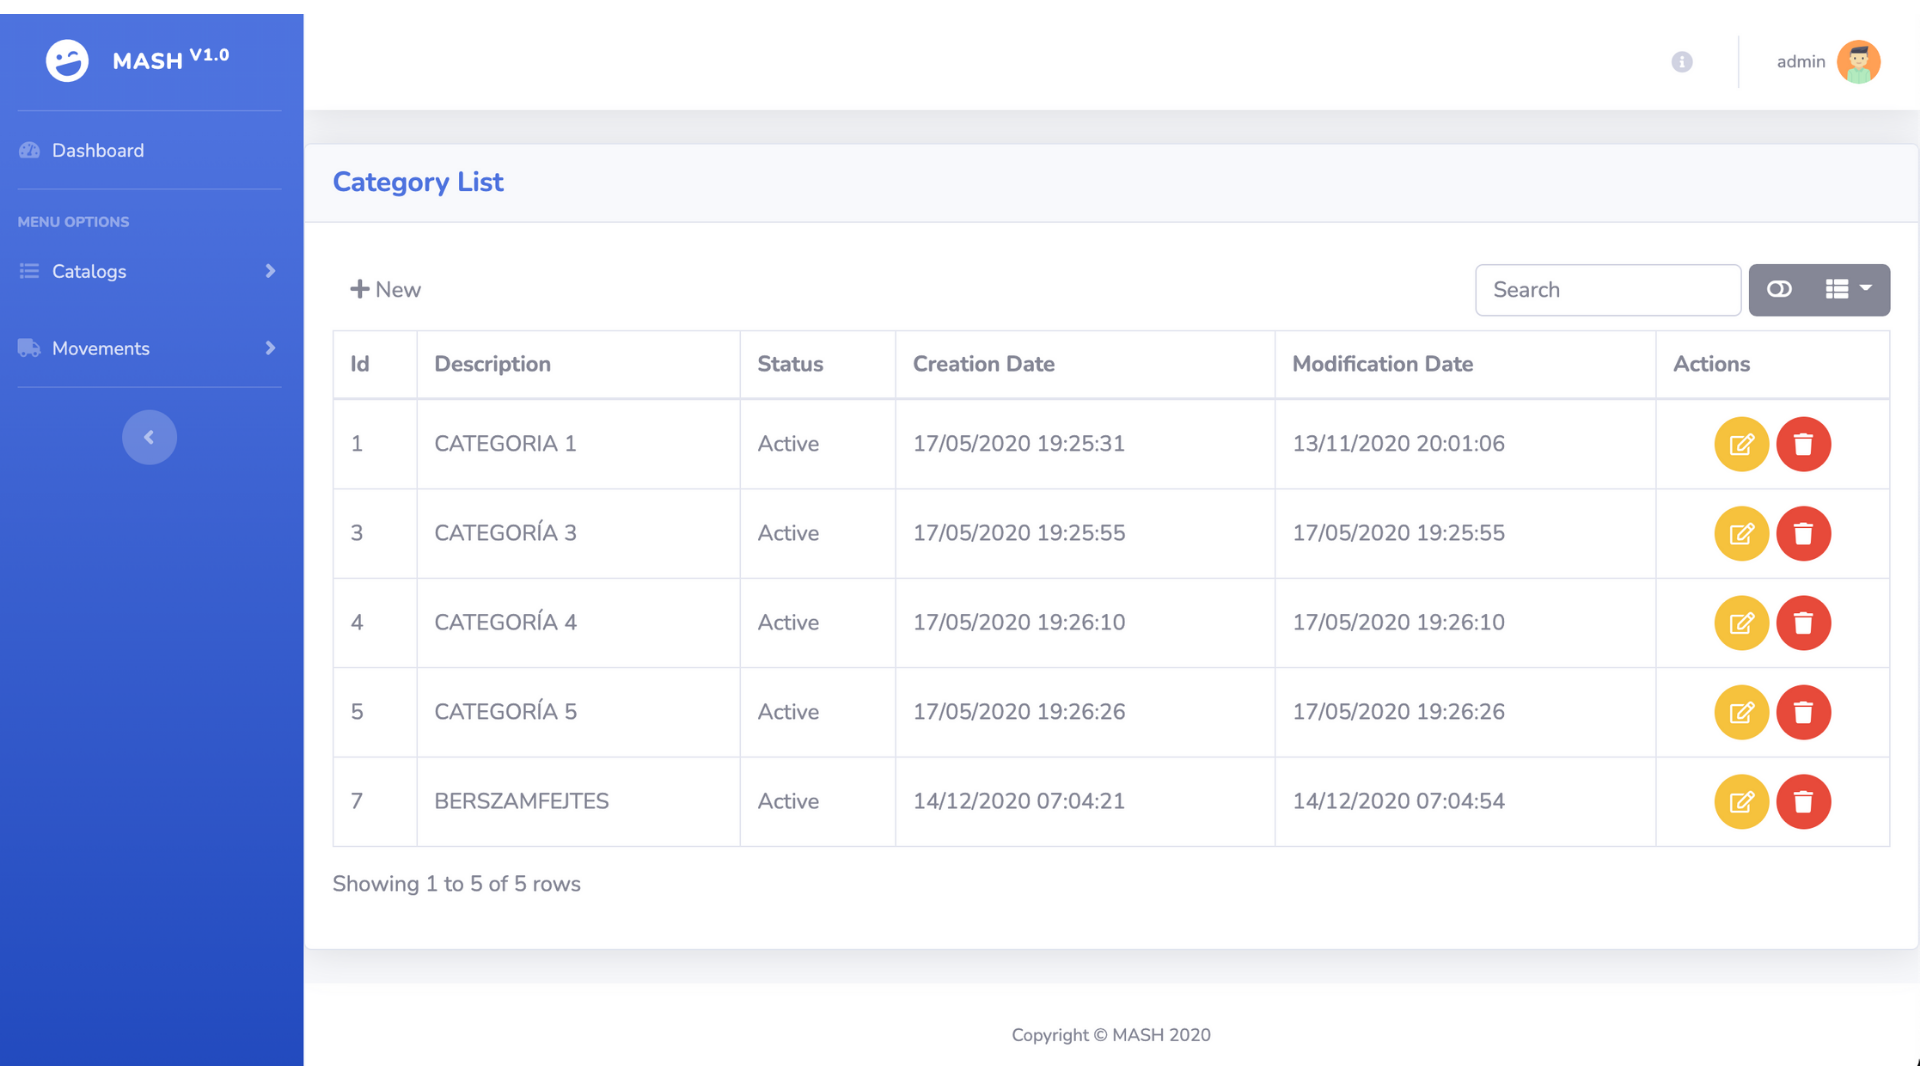 MASH V1.0
admin
Dashboard
MENU OPTIONS
Catalogs
Movements
Category List
New
Search
Id Description Status Creation Date Modification Date Actions
1 CATEGORIA 1 Active 17/05/2020 19:25:31 13/11/2020 20:01:06
3 CATEGORÍA 3 Active 17/05/2020 19:25:55 17/05/2020 19:25:55
4 CATEGORÍA 4 Active 17/05/2020 19:26:10 17/05/2020 19:26:10
5 CATEGORÍA 5 Active 17/05/2020 19:26:26 17/05/2020 19:26:26
7 BERSZAMFEJTES Active 14/12/2020 07:04:21 14/12/2020 07:04:54
Showing 1 to 5 of 5 rows
Copyright © MASH 2020